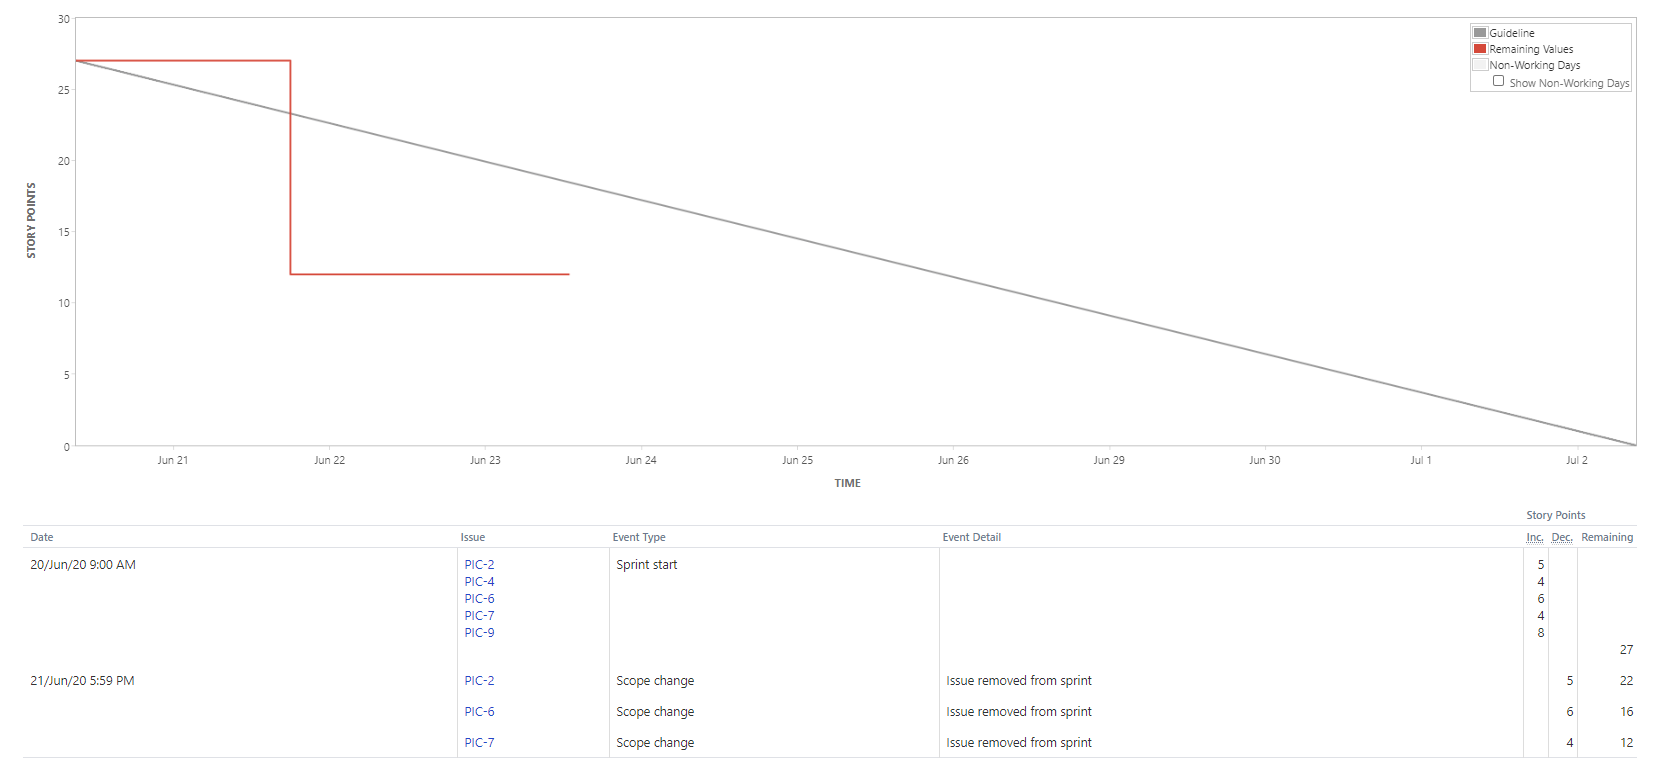 30
25
20
15
10
5
0
STORY POINTS
Guideline
Remaining Values
Non-Working Days
Show Non-Working Days
Jun 21 Jun 22 Jun 23 Jun 24 Jun 25 Jun 26 Jun 29 Jun 30 Jul 1 Jul 2
TIME
Story Points
Date Issue Event Type Event Detail Inc. Dec. Remaining
20/Jun/20 9:00 AM PIC-2 Sprint start 5
PIC-4 4
PIC-6 6
PIC-7 4
PIC-9 8
27
21/Jun/20 5:59 PM PIC-2 Scope change Issue removed from sprint 5 22
PIC-6 Scope change Issue removed from sprint 6 16
PIC-7 Scope change Issue removed from sprint 4 12